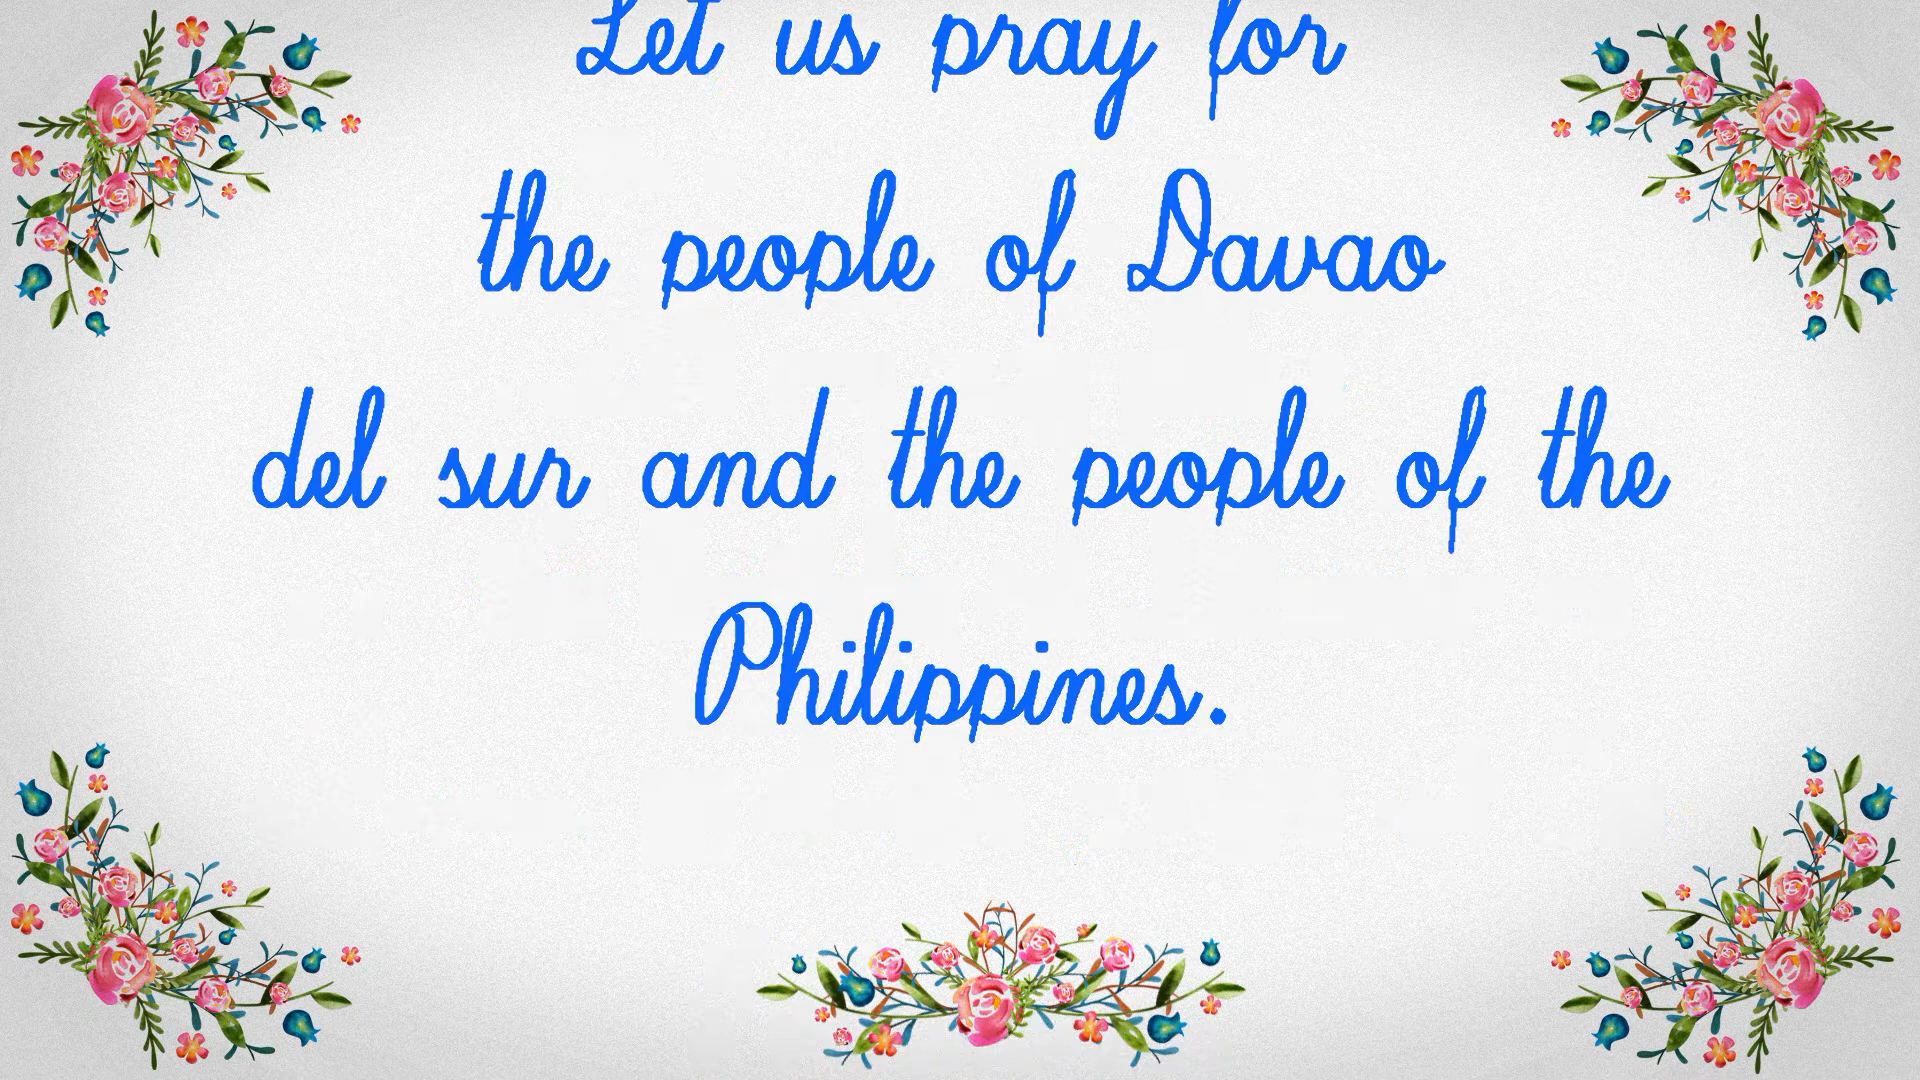 Let us pray for
the people of Davao
del sur and the people of the
Philippines.